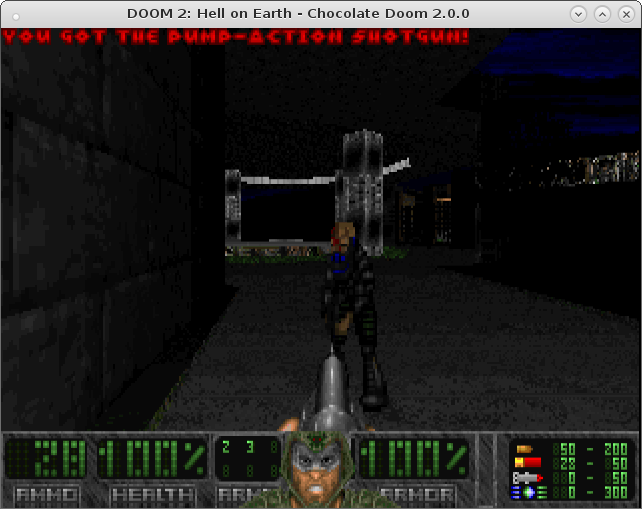 DOOM 2: Hell on Earth - Chocolate Doom 2.0.0
YOU GOT THE PUMP-ACTION SHOTGUN!
28 100% 2 3 100%
50 - 200
28 - 50
0 - 50
0 - 300
AMMO HEALTH ARMOR